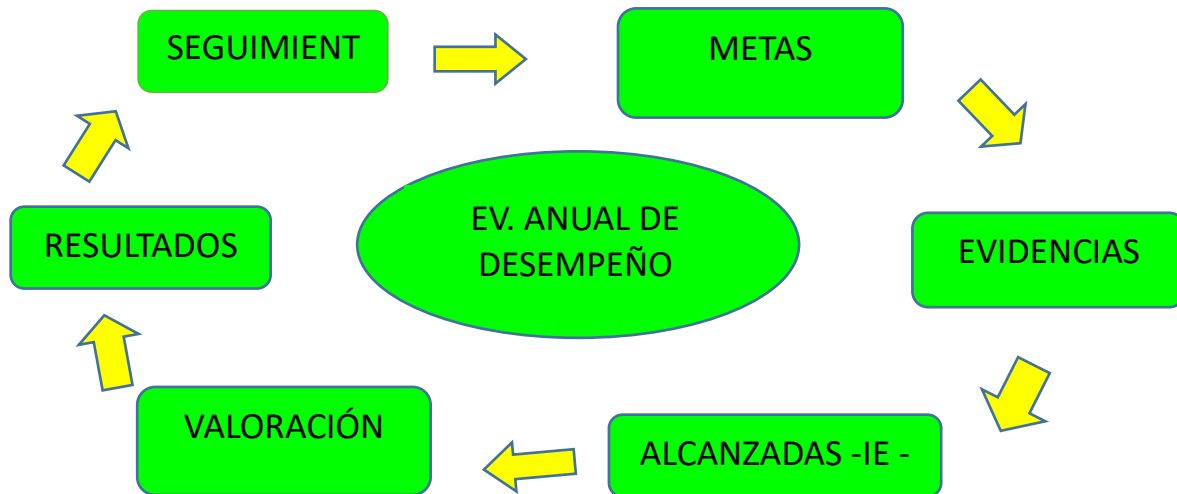 SEGUIMIENT
METAS
EV. ANUAL DE
DESEMPEÑO
RESULTADOS
EVIDENCIAS
VALORACIÓN
ALCANZADAS -IE -